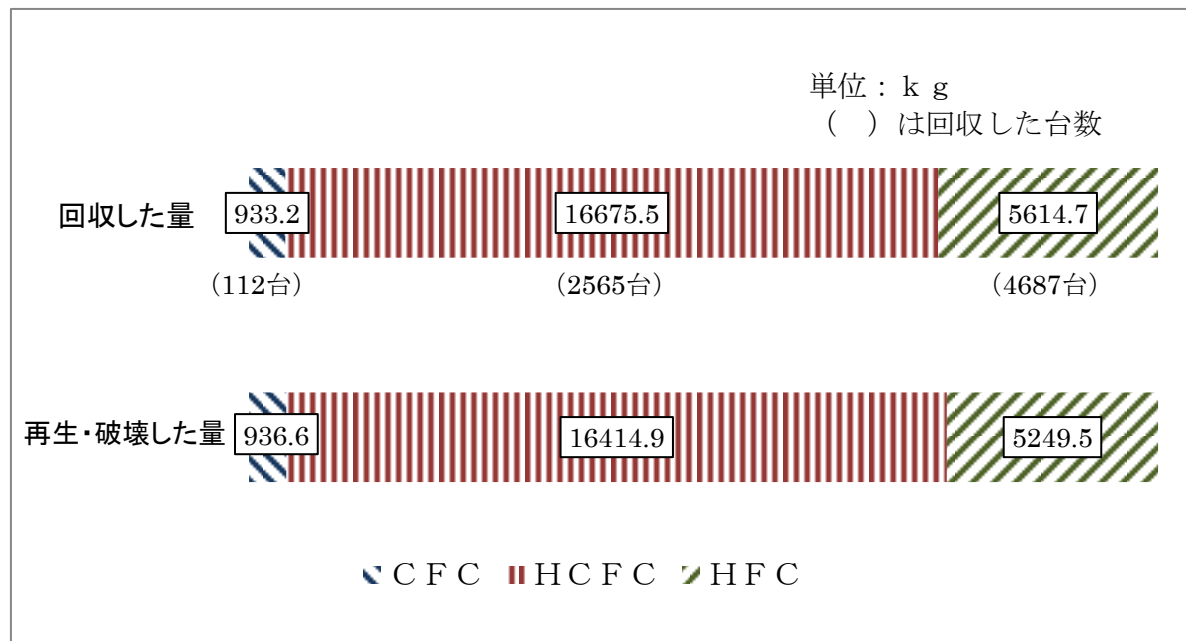 単位：ｋｇ
（　）は回収した台数
回収した量 933.2 16675.5 5614.7
（112台） （2565台） （4687台）
再生・破壊した量 936.6 16414.9 5249.5
ＣＦＣ ＨＣＦＣ ＨＦＣ